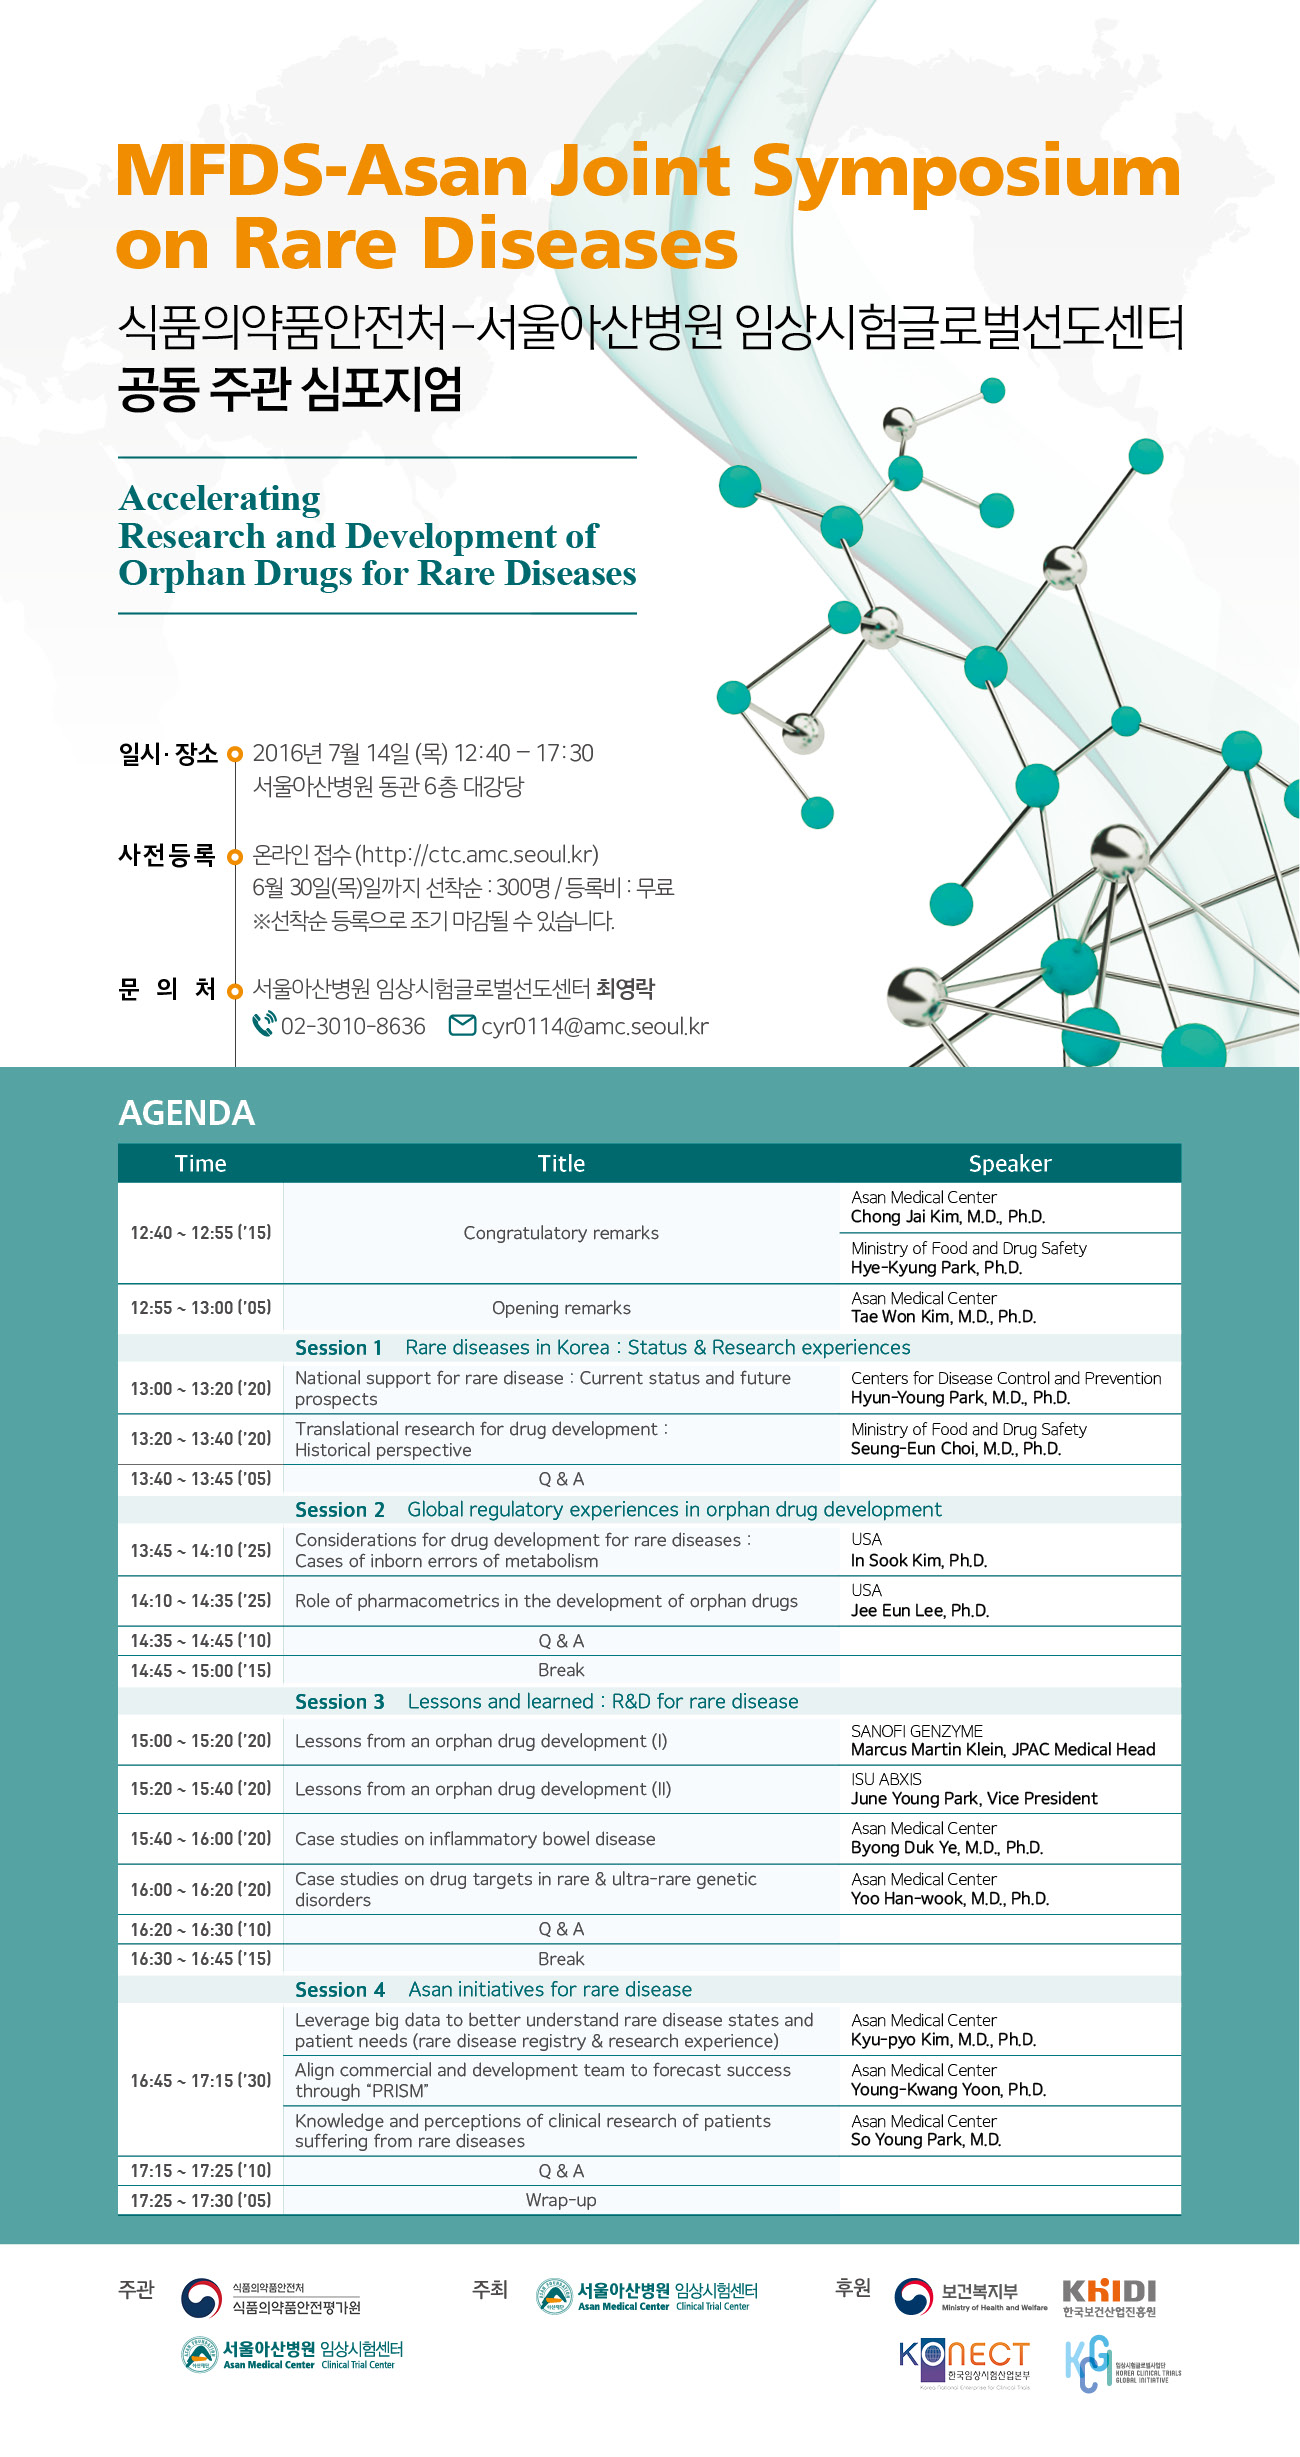 MFDS-Asan Joint Symposium
on Rare Diseases
식품의약품안전처-서울아산병원 임상시험글로벌선도센터
공동 주관 심포지엄
Accelerating
Research and Development of
Orphan Drugs for Rare Diseases
일시· 장소 2016년 7월 14일 (목) 12:40 - 17:30
서울아산병원 동관 6층 대강당
사전등록 온라인 접수 (http://ctc.amc.seoul.kr)
6월 30일(목)일까지 선착순 : 300명 / 등록비 : 무료
※선착순 등록으로 조기 마감될 수 있습니다.
문 의 처 서울아산병원 임상시험글로벌선도센터 최영락
02-3010-8636 cyr0114@amc.seoul.kr
AGENDA
Time Title Speaker
12:40 ~ 12:55 ('15) Congratulatory remarks
Asan Medical Center
Chong Jai Kim, M.D., Ph.D.
Ministry of Food and Drug Safety
Hye-Kyung Park, Ph.D.
12:55 ~ 13:00 ('05) Opening remarks
Asan Medical Center
Tae Won Kim, M.D., Ph.D.
Session 1 Rare diseases in Korea : Status & Research experiences
13:00 ~ 13:20 ('20)
National support for rare disease : Current status and future
prospects
Centers for Disease Control and Prevention
Hyun-Young Park, M.D., Ph.D.
13:20 ~ 13:40 ('20)
Translational research for drug development :
Historical perspective
Ministry of Food and Drug Safety
Seung-Eun Choi, M.D., Ph.D.
13:40 ~ 13:45 ('05) Q & A
Session 2 Global regulatory experiences in orphan drug development
13:45 ~ 14:10 ('25)
Considerations for drug development for rare diseases :
Cases of inborn errors of metabolism
USA
In Sook Kim, Ph.D.
14:10 ~ 14:35 ('25) Role of pharmacometrics in the development of orphan drugs
USA
Jee Eun Lee, Ph.D.
14:35 ~ 14:45 ('10) Q & A
14:45 ~ 15:00 ('15) Break
Session 3 Lessons and learned : R&D for rare disease
15:00 ~ 15:20 ('20) Lessons from an orphan drug development (I)
SANOFI GENZYME
Marcus Martin Klein, JPAC Medical Head
15:20 ~ 15:40 ('20) Lessons from an orphan drug development (II)
ISU ABXIS
June Young Park, Vice President
15:40 ~ 16:00 ('20) Case studies on inflammatory bowel disease
Asan Medical Center
Byong Duk Ye, M.D., Ph.D.
16:00 ~ 16:20 ('20)
Case studies on drug targets in rare & ultra-rare genetic
disorders
Asan Medical Center
Yoo Han-wook, M.D., Ph.D.
16:20 ~ 16:30 ('10) Q & A
16:30 ~ 16:45 ('15) Break
Session 4 Asan initiatives for rare disease
16:45 ~ 17:15 ('30)
Leverage big data to better understand rare disease states and
patient needs (rare disease registry & research experience)
Asan Medical Center
Kyu-pyo Kim, M.D., Ph.D.
Align commercial and development team to forecast success
through “PRISM”
Asan Medical Center
Young-Kwang Yoon, Ph.D.
Knowledge and perceptions of clinical research of patients
suffering from rare diseases
Asan Medical Center
So Young Park, M.D.
17:15 ~ 17:25 ('10) Q & A
17:25 ~ 17:30 ('05) Wrap-up
주관
식품의약품안전처
식품의약품안전평가원
서울아산병원 임상시험센터
Asan Medical Center Clinical Trial Center
주최
서울아산병원 임상시험센터
Asan Medical Center Clinical Trial Center
후원
보건복지부
Ministry of Health and Welfare
KHIDI
한국보건산업진흥원
KONECT
한국임상시험산업본부
Korea National Enterprise for Clinical Trials
KCGI
임상시험글로벌사업단
KOREA CLINICAL TRIALS
GLOBAL INITIATIVE